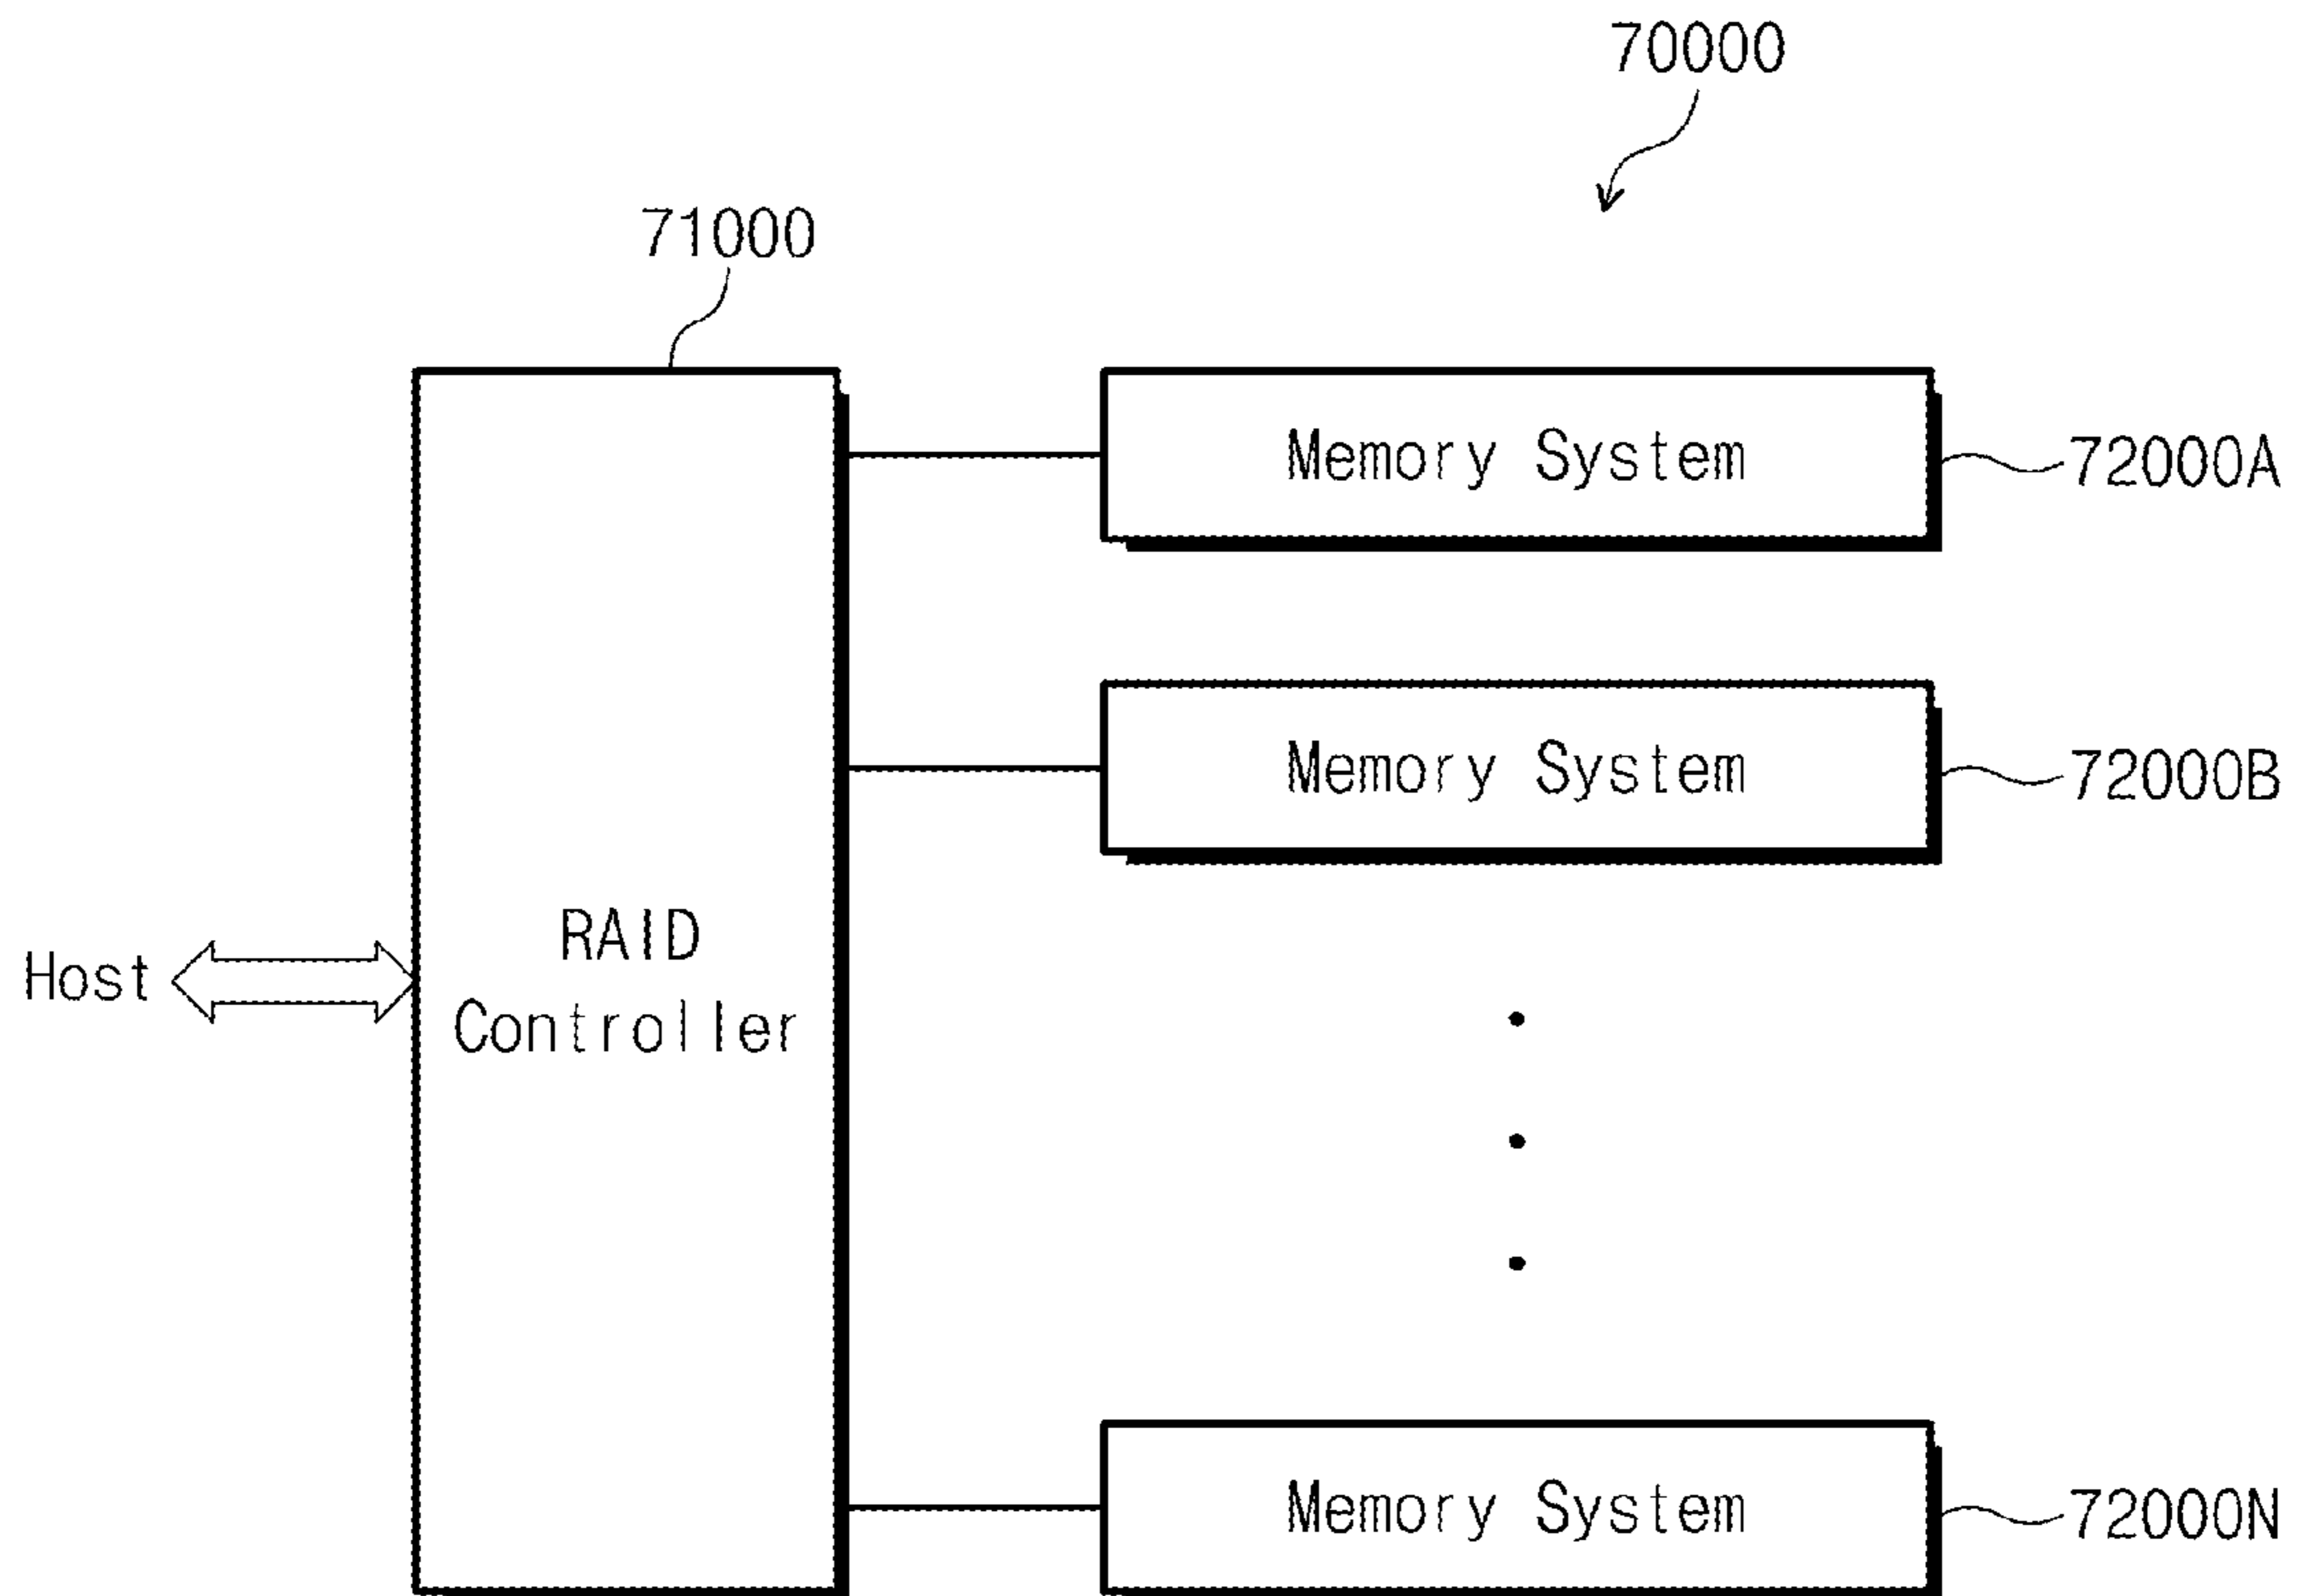 70000
71000
Memory System
72000A
Memory System
72000B
Host
RAID
Controller
Memory System
72000N